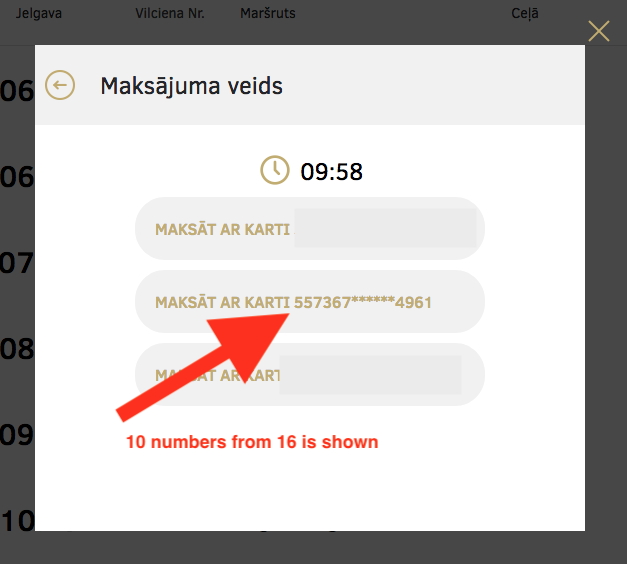 Jelgava Vilciena Nr. Maršruts Ceļā
06
Maksājuma veids
09:58
06
MAKSĀT AR KARTI
07
MAKSĀT AR KARTI 557367******4961
08
MAKSĀT AR KART
09
10 numbers from 16 is shown
10